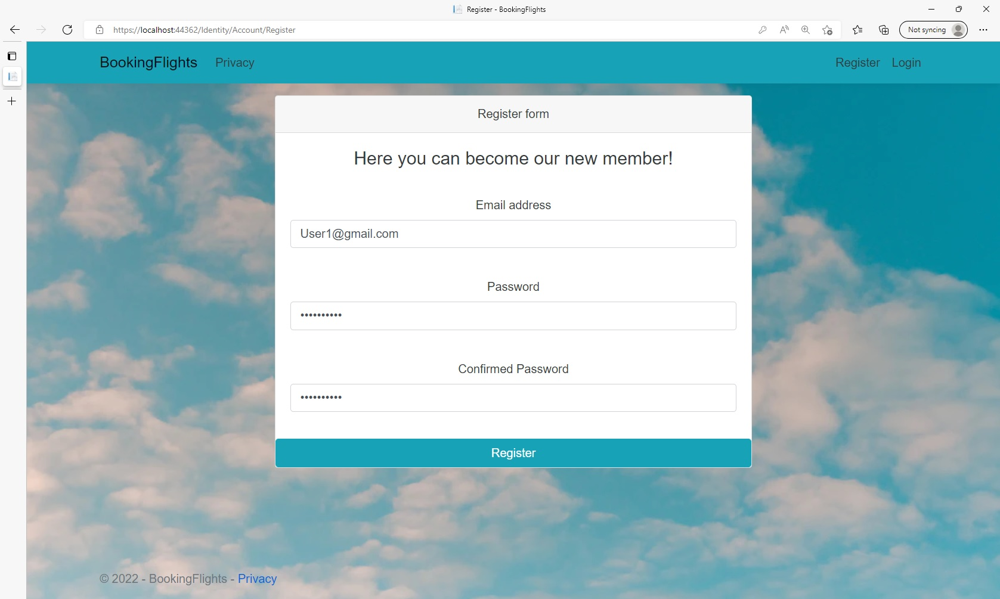 Register - BookingFlights
https://localhost:44362/Identity/Account/Register
Not syncing
BookingFlights Privacy Register Login
Register form
Here you can become our new member!
Email address
User1@gmail.com
Password
••••••••••
Confirmed Password
••••••••••
Register
© 2022 - BookingFlights - Privacy